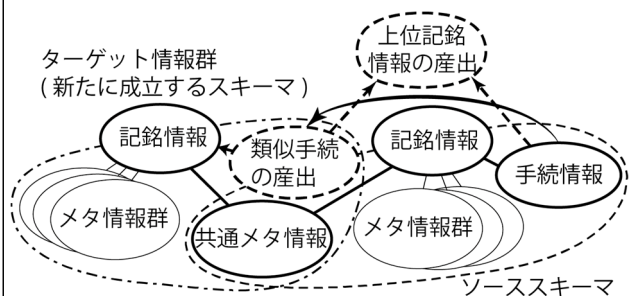 上位記銘
情報の産出
ターゲット情報群
(新たに成立するスキーマ)
記銘情報
類似手続
の産出
記銘情報
手続情報
メタ情報群
共通メタ情報
メタ情報群
ソーススキーマ